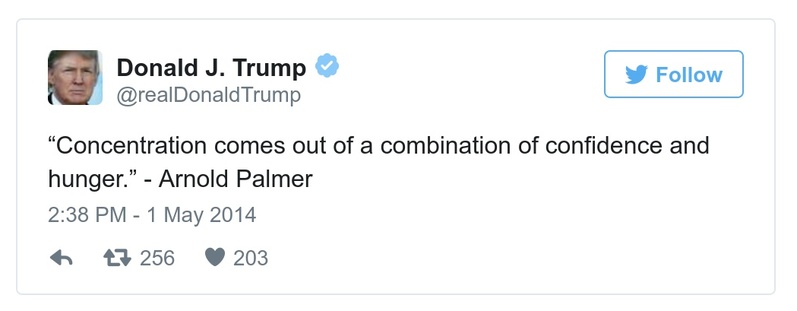 Donald J. Trump
@realDonaldTrump
Follow
“Concentration comes out of a combination of confidence and
hunger.” - Arnold Palmer
2:38 PM - 1 May 2014
256 203